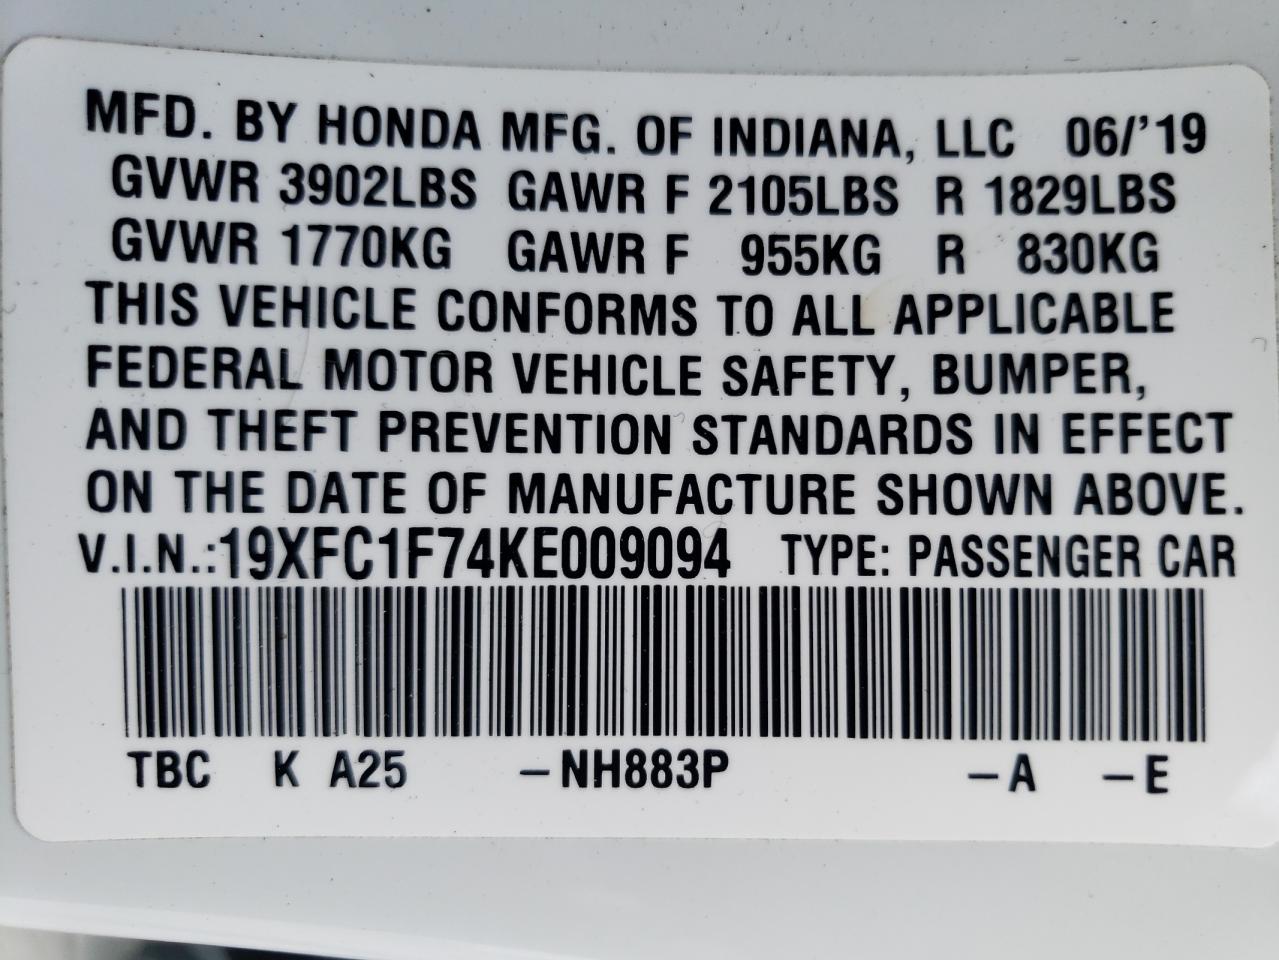 MFD. BY HONDA MFG. OF INDIANA, LLC 06/'19
GVWR 3902LBS GAWR F 2105LBS R 1829LBS
GVWR 1770KG GAWR F 955KG R 830KG
THIS VEHICLE CONFORMS TO ALL APPLICABLE
FEDERAL MOTOR VEHICLE SAFETY, BUMPER,
AND THEFT PREVENTION STANDARDS IN EFFECT
ON THE DATE OF MANUFACTURE SHOWN ABOVE.
V.I.N.:19XFC1F74KE009094 TYPE: PASSENGER CAR
TBC K A25 –NH883P –A –E